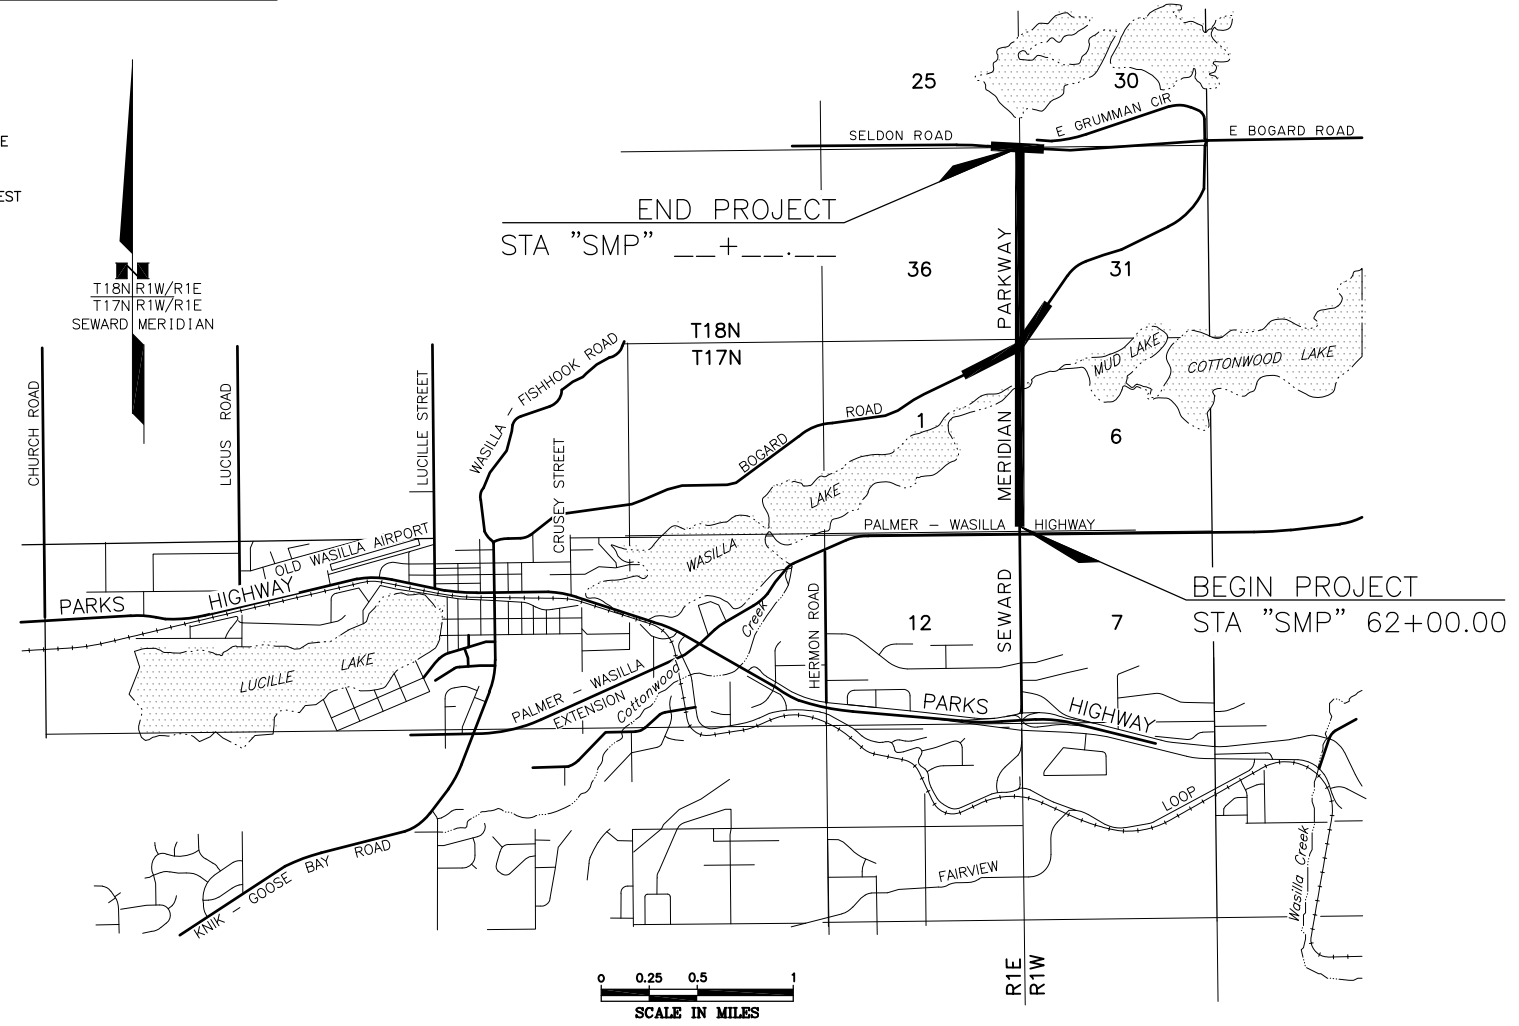 25
30
E GRUMMAN CIR
E
SELDON ROAD
E BOGARD ROAD
EST
END PROJECT
STA "SMP" __+__.__
36
31
PARKWAY
N
T18N R1W/R1E
T17N R1W/R1E
SEWARD MERIDIAN
T18N
T17N
MUD LAKE
COTTONWOOD LAKE
WASILLA - FISHHOOK ROAD
CHURCH ROAD
LUCUS ROAD
LUCILLE STREET
CRUSEY STREET
BOGARD
ROAD
1
6
MERIDIAN
LAKE
WASILLA
PALMER - WASILLA
HIGHWAY
OLD WASILLA AIRPORT
PARKS
HIGHWAY
BEGIN PROJECT
STA "SMP" 62+00.00
HERMON ROAD
SEWARD
12
7
Creek
LUCILLE
LAKE
PALMER - WASILLA
EXTENSION
Cottonwood
PARKS
HIGHWAY
LOOP
FAIRVIEW
Wasilla Creek
KNIK - GOOSE BAY ROAD
R1E
R1W
0 0.25 0.5 1
SCALE IN MILES